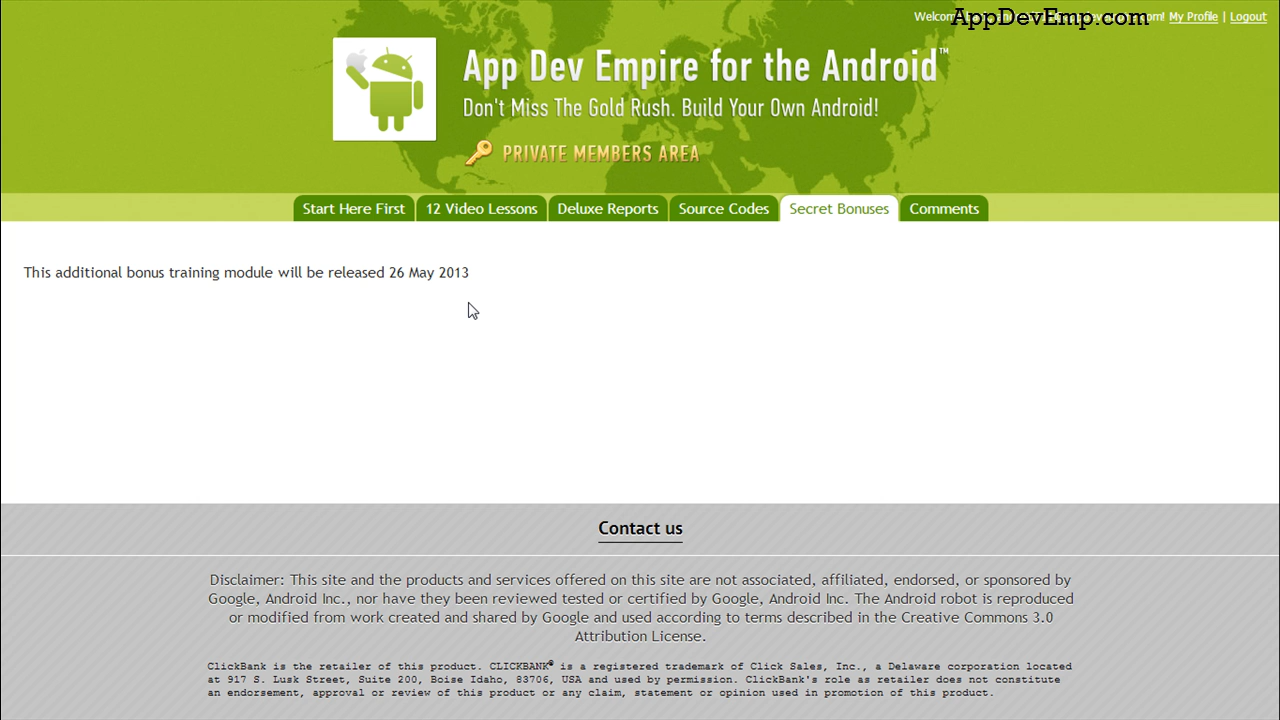 Welcom
AppDevEmp.com
My Profile | Logout
App Dev Empire for the Android™
Don't Miss The Gold Rush. Build Your Own Android!
PRIVATE MEMBERS AREA
Start Here First
12 Video Lessons
Deluxe Reports
Source Codes
Secret Bonuses
Comments
This additional bonus training module will be released 26 May 2013
Contact us
Disclaimer: This site and the products and services offered on this site are not associated, affiliated, endorsed, or sponsored by
Google, Android Inc., nor have they been reviewed tested or certified by Google, Android Inc. The Android robot is reproduced
or modified from work created and shared by Google and used according to terms described in the Creative Commons 3.0
Attribution License.
ClickBank is the retailer of this product. CLICKBANK® is a registered trademark of Click Sales, Inc., a Delaware corporation located
at 917 S. Lusk Street, Suite 200, Boise Idaho, 83706, USA and used by permission. ClickBank's role as retailer does not constitute
an endorsement, approval or review of this product or any claim, statement or opinion used in promotion of this product.